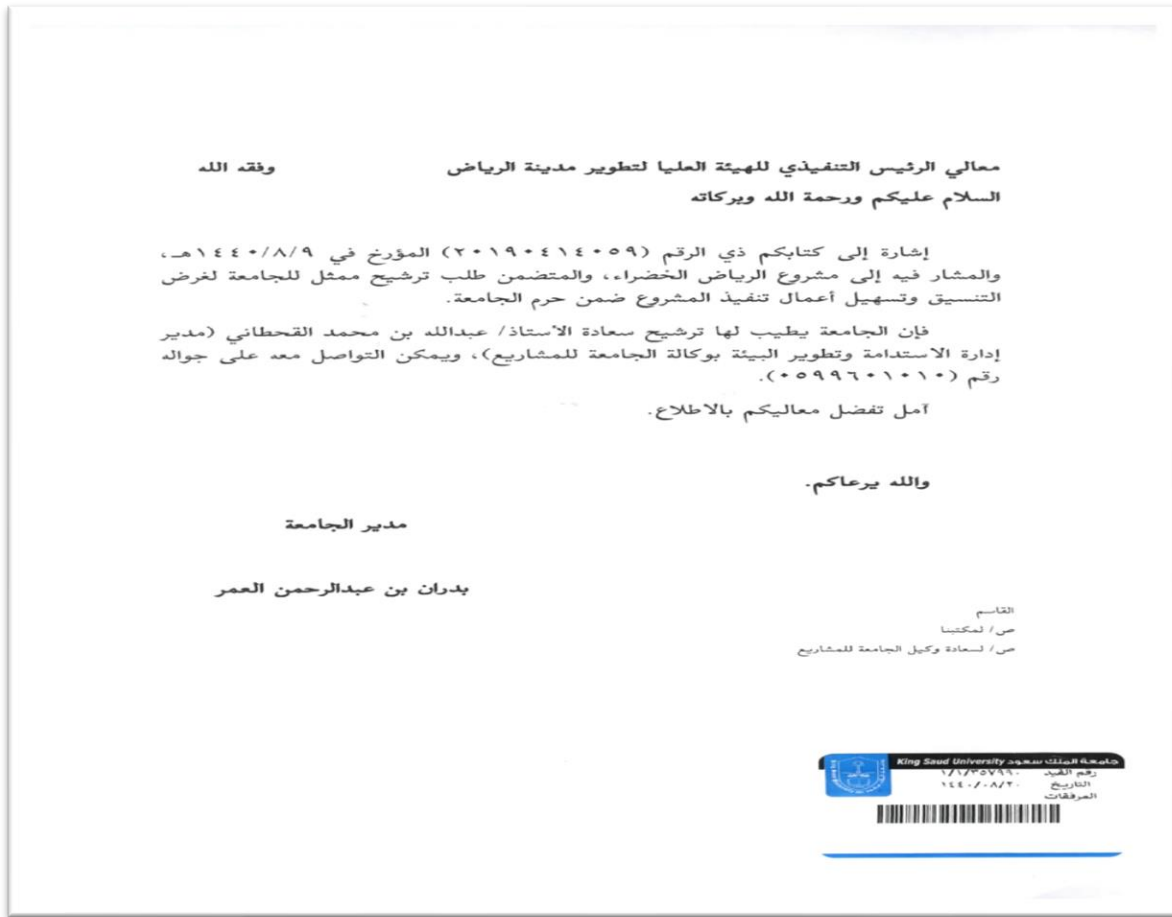 معالي الرئيس التنفيذي للهيئة العليا لتطوير مدينة الرياض وفقه الله
السلام عليكم ورحمة الله وبركاته
إشارة إلى كتابكم ذي الرقم (٢٠١٩٠٤١٤٠٥٩) المؤرخ في ١٤٤٠/٨/٩هـ،
والمشار فيه إلى مشروع الرياض الخضراء، والمتضمن طلب ترشيح ممثل للجامعة لغرض
التنسيق وتسهيل أعمال تنفيذ المشروع ضمن حرم الجامعة.
فإن الجامعة يطيب لها ترشيح سعادة الأستاذ/ عبدالله بن محمد القحطاني (مدير
إدارة الاستدامة وتطوير البيئة بوكالة الجامعة للمشاريع)، ويمكن التواصل معه على جواله
رقم (٠٥٩٩٦٠١٠١٠).
آمل تفضل معاليكم بالاطلاع.
والله يرعاكم.
مدير الجامعة
بدران بن عبدالرحمن العمر
القاسم
ص/ لمكتبنا
ص/ لسعادة وكيل الجامعة للمشاريع
جامعة الملك سعود King Saud University
رقم القيد ١/١/٣٥٧٩٩٠
التاريخ ١٤٤٠/٠٨/٢٠
المرفقات